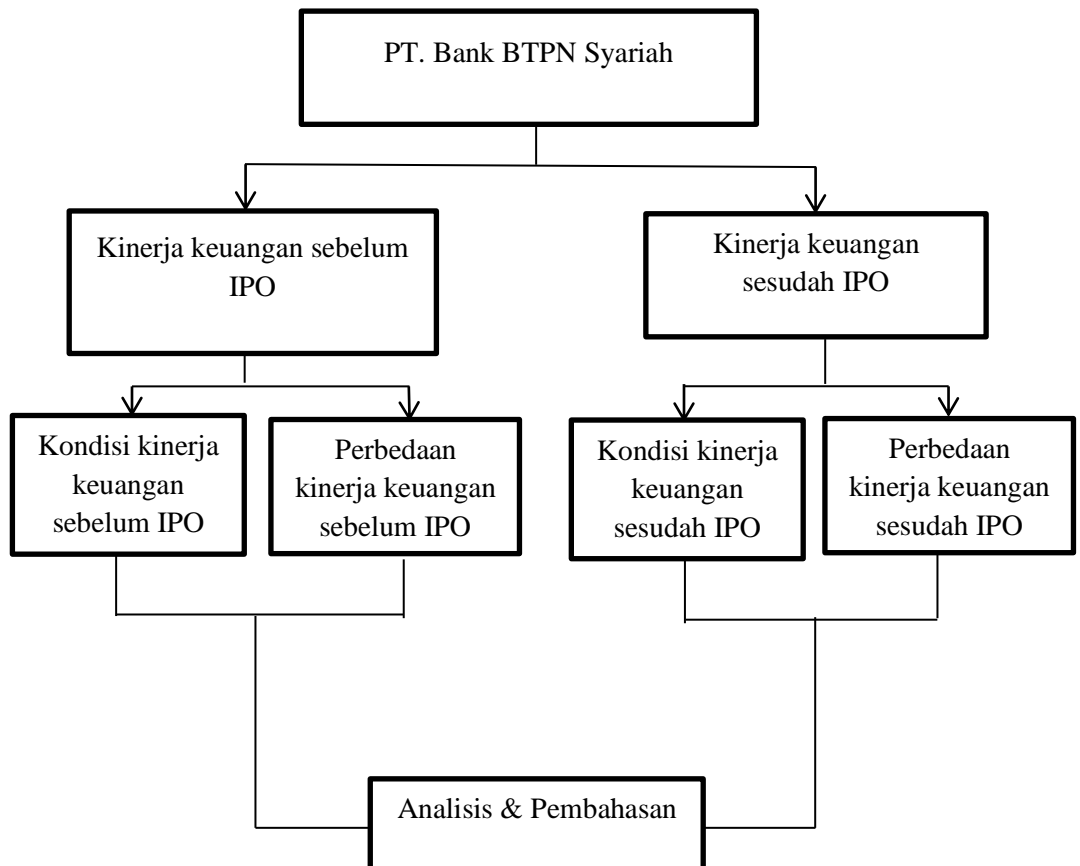 PT. Bank BTPN Syariah
Kinerja keuangan sebelum
IPO
Kinerja keuangan
sesudah IPO
Kondisi kinerja
keuangan
sebelum IPO
Perbedaan
kinerja keuangan
sebelum IPO
Kondisi kinerja
keuangan
sesudah IPO
Perbedaan
kinerja keuangan
sesudah IPO
Analisis & Pembahasan